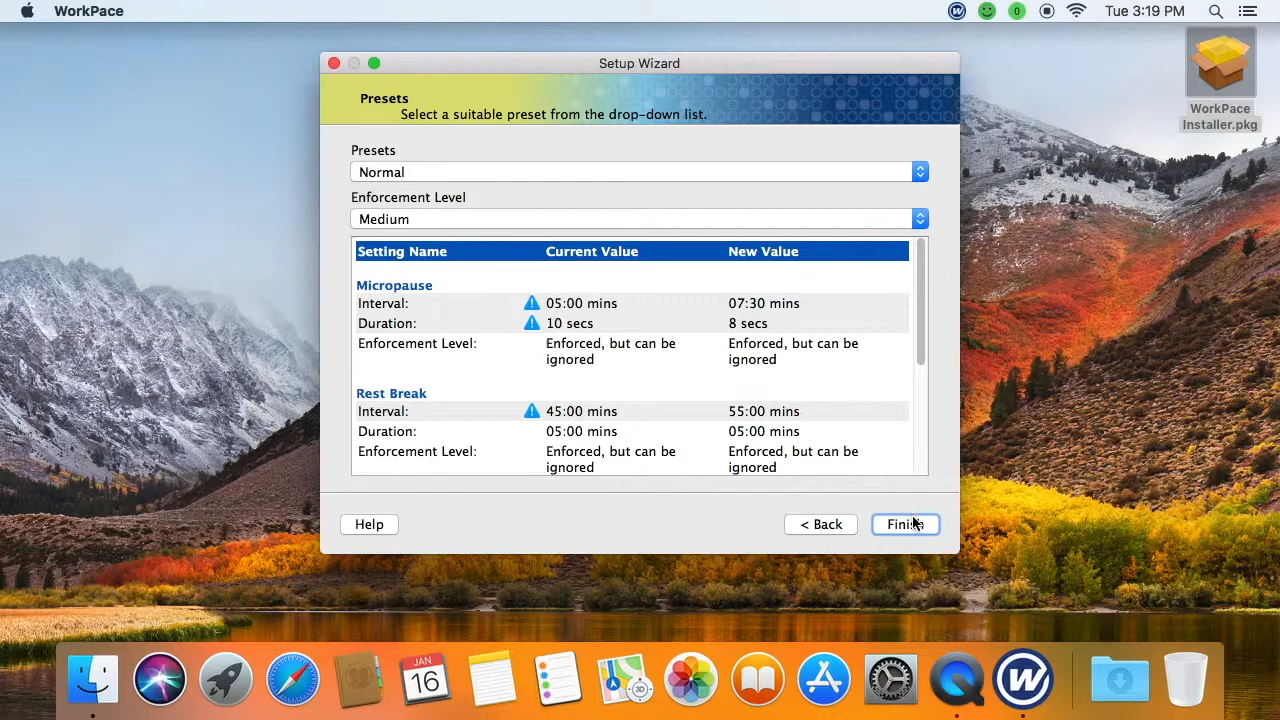 WorkPace
0
Tue 3:19 PM
WorkPace
Installer.pkg
Setup Wizard
Presets
Select a suitable preset from the drop-down list.
Presets
Normal
Enforcement Level
Medium
Setting Name Current Value New Value
Micropause
Interval: 05:00 mins 07:30 mins
Duration: 10 secs 8 secs
Enforcement Level: Enforced, but can be ignored Enforced, but can be ignored
Rest Break
Interval: 45:00 mins 55:00 mins
Duration: 05:00 mins 05:00 mins
Enforcement Level: Enforced, but can be ignored Enforced, but can be ignored
Help
< Back
Finish
JAN
16
3D
W